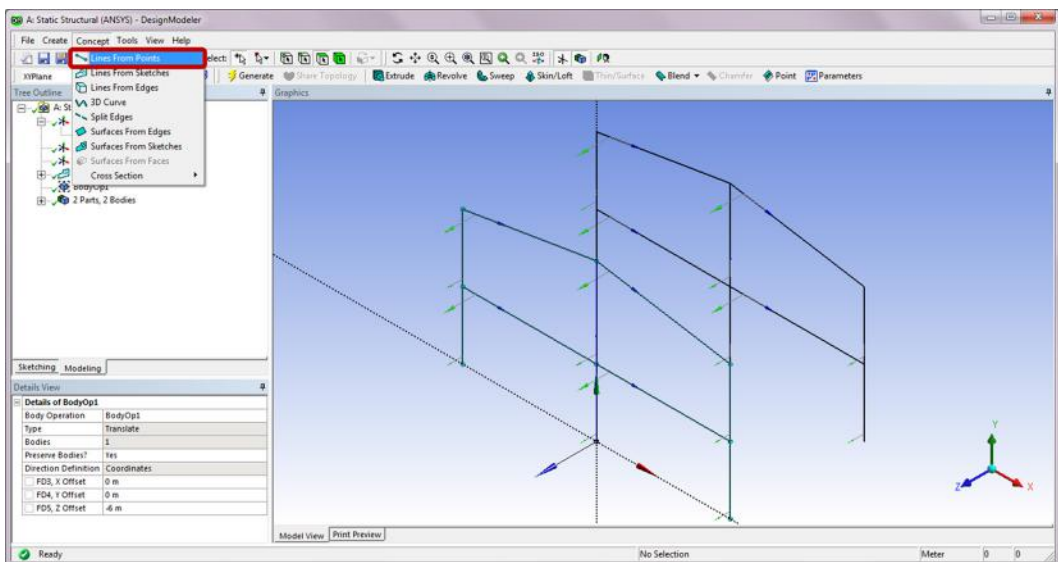 A: Static Structural (ANSYS) - DesignModeler
File Create Concept Tools View Help
Lines From Points
Lines From Sketches
Lines From Edges
3D Curve
Split Edges
Surfaces From Edges
Surfaces From Sketches
Surfaces From Faces
Cross Section
elect:
XYPlane
Generate Share Topology Extrude Revolve Sweep Skin/Loft Thin/Surface Blend Chamfer Point Parameters
Tree Outline
A: St
BodyOp1
2 Parts, 2 Bodies
Sketching Modeling
Details View
Details of BodyOp1
Body Operation BodyOp1
Type Translate
Bodies 1
Preserve Bodies? Yes
Direction Definition Coordinates
FD3, X Offset 0 m
FD4, Y Offset 0 m
FD5, Z Offset -6 m
Graphics
Y
Z X
Model View Print Preview
Ready No Selection Meter 0 0